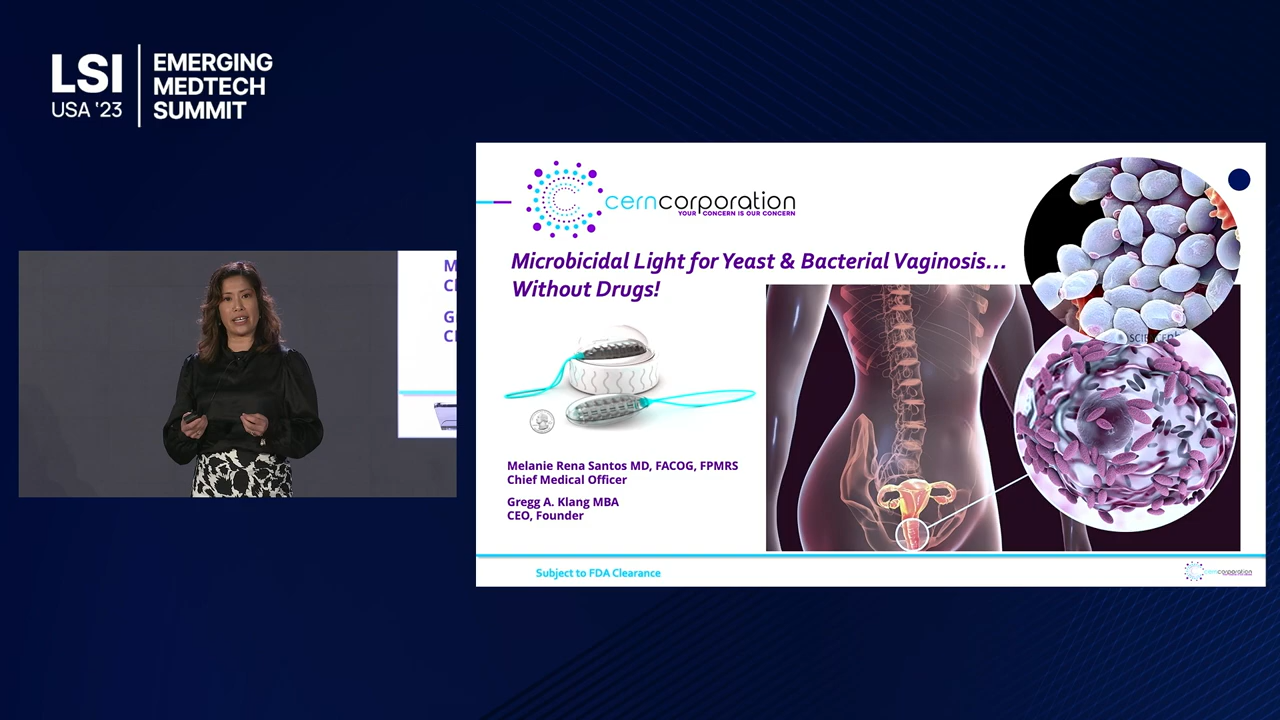 LSI
USA '23
EMERGING
MEDTECH
SUMMIT
cerncorporation
YOUR CONCERN IS OUR CONCERN
Microbicidal Light for Yeast & Bacterial Vaginosis...
Without Drugs!
Melanie Rena Santos MD, FACOG, FPMRS
Chief Medical Officer
Gregg A. Klang MBA
CEO, Founder
Subject to FDA Clearance
cerncorporation
M
G